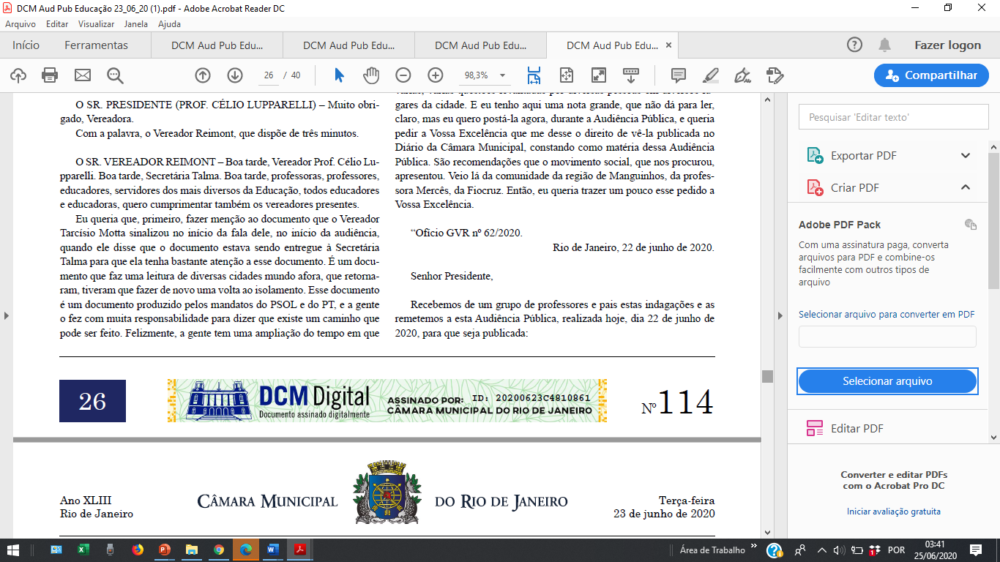 DCM Aud Pub Educação 23_06_20 (1).pdf - Adobe Acrobat Reader DC
Arquivo Editar Visualizar Janela Ajuda
Início Ferramentas DCM Aud Pub Edu... DCM Aud Pub Edu... DCM Aud Pub Edu... DCM Aud Pub Edu... Fazer logon
26 / 40 98,3% Compartilhar
O SR. PRESIDENTE (PROF. CÉLIO LUPPARELLI) – Muito obri-
gado, Vereadora.
Com a palavra, o Vereador Reimont, que dispõe de três minutos.
O SR. VEREADOR REIMONT – Boa tarde, Vereador Prof. Célio Lu-
pparelli. Boa tarde, Secretária Talma. Boa tarde, professoras, professores,
educadores, servidores dos mais diversos da Educação, todos educadores
e educadoras, quero cumprimentar também os vereadores presentes.
Eu queria que, primeiro, fazer menção ao documento que o Vereador
Tarcísio Motta sinalizou no início da fala dele, no início da audiência,
quando ele disse que o documento estava sendo entregue à Secretária
Talma para que ela tenha bastante atenção a esse documento. É um docu-
mento que faz uma leitura de diversas cidades mundo afora, que retorna-
ram, tiveram que fazer de novo uma volta ao isolamento. Esse documento
é um documento produzido pelos mandatos do PSOL e do PT, e a gente
o fez com muita responsabilidade para dizer que existe um caminho que
pode ser feito. Felizmente, a gente tem uma ampliação do tempo em que
gares da cidade. E eu tenho aqui uma nota grande, que não dá para ler,
claro, mas eu quero postá-la agora, durante a Audiência Pública, e queria
pedir a Vossa Excelência que me desse o direito de vê-la publicada no
Diário da Câmara Municipal, constando como matéria dessa Audiência
Pública. São recomendações que o movimento social, que nos procurou,
apresentou. Veio lá da comunidade da região de Manguinhos, da profes-
sora Mercês, da Fiocruz. Então, eu queria trazer um pouco esse pedido a
Vossa Excelência.
“Ofício GVR nº 62/2020.
Rio de Janeiro, 22 de junho de 2020.
Senhor Presidente,
Recebemos de um grupo de professores e pais estas indagações e as
remetemos a esta Audiência Pública, realizada hoje, dia 22 de junho de
2020, para que seja publicada:
26
DCM Digital
Documento assinado digitalmente
ASSINADO POR: ID: 20200623C4810861
CÂMARA MUNICIPAL DO RIO DE JANEIRO
Nº114
Ano XLIII
Rio de Janeiro
CÂMARA MUNICIPAL DO RIO DE JANEIRO
Terça-feira
23 de junho de 2020
Pesquisar 'Editar texto'
Exportar PDF
Criar PDF
Adobe PDF Pack
Com uma assinatura paga, converta
arquivos para PDF e combine-os
facilmente com outros tipos de
arquivo
Selecionar arquivo para converter em PDF
Selecionar arquivo
Editar PDF
Converter e editar PDFs
com o Acrobat Pro DC
Iniciar avaliação gratuita
Área de Trabalho » POR 03:41
25/06/2020